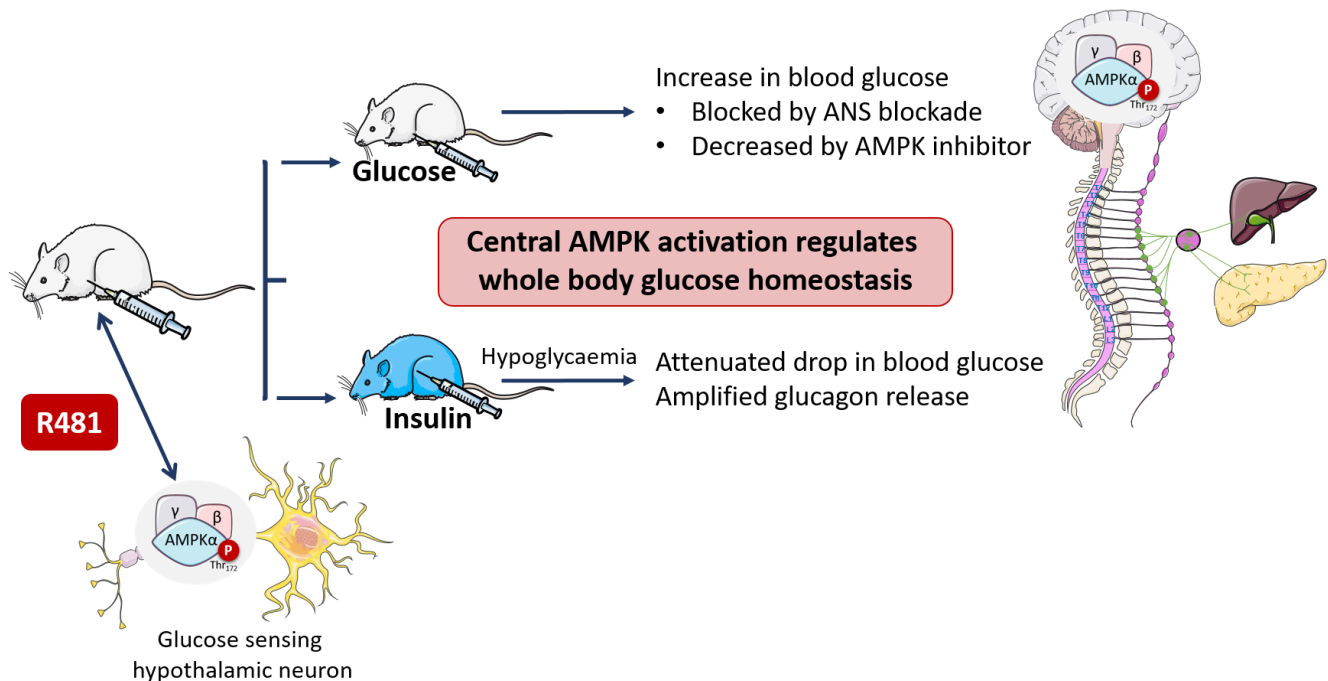 Increase in blood glucose
• Blocked by ANS blockade
• Decreased by AMPK inhibitor
Glucose
Central AMPK activation regulates
whole body glucose homeostasis
Hypoglycaemia
Attenuated drop in blood glucose
Amplified glucagon release
Insulin
R481
γ
β
AMPKα
P
Thr172
Glucose sensing
hypothalamic neuron
γ
β
AMPKα
P
Thr172